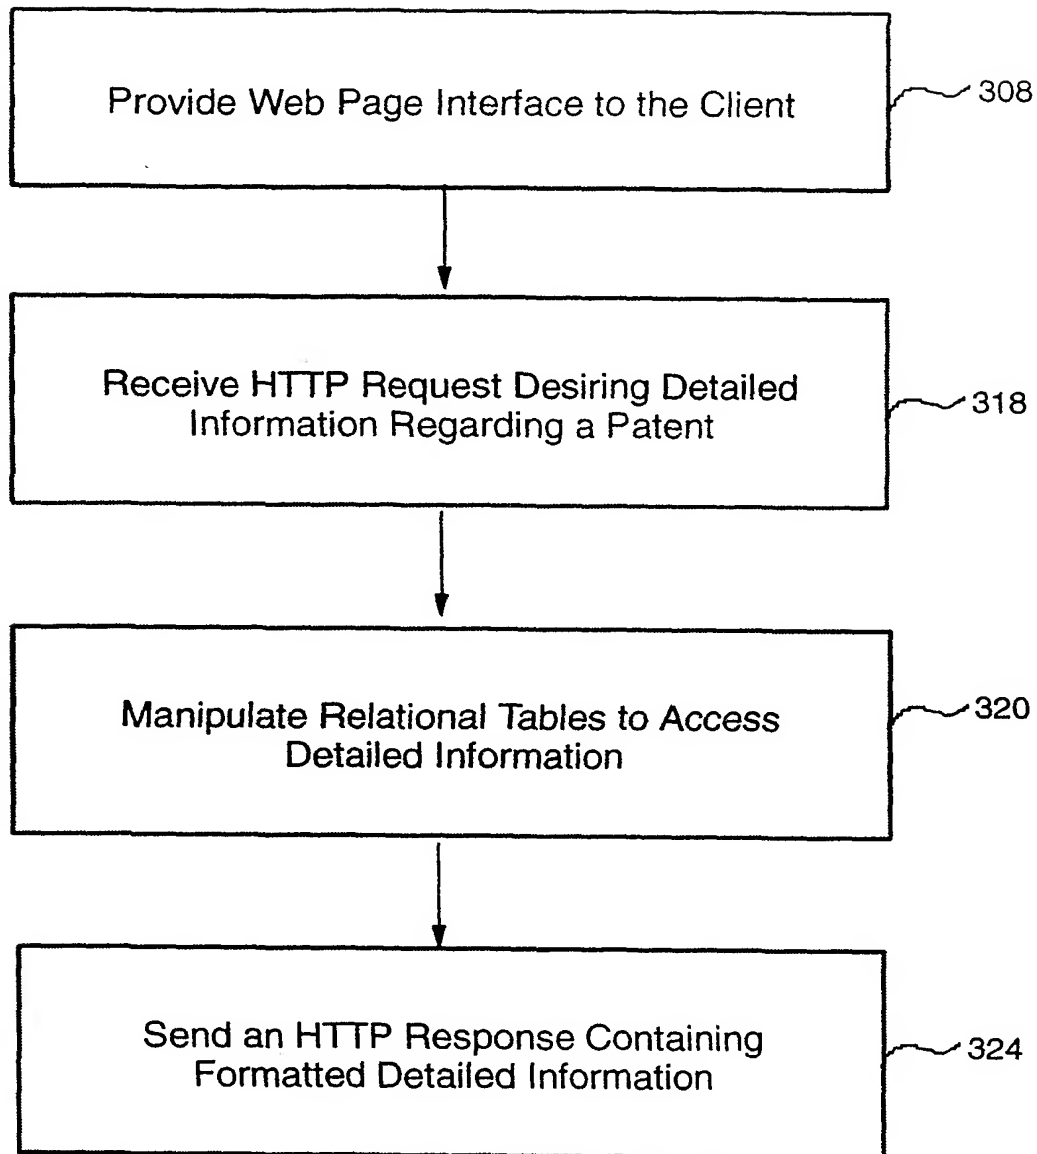 Provide Web Page Interface to the Client
308
Receive HTTP Request Desiring Detailed
Information Regarding a Patent
318
Manipulate Relational Tables to Access
Detailed Information
320
Send an HTTP Response Containing
Formatted Detailed Information
324